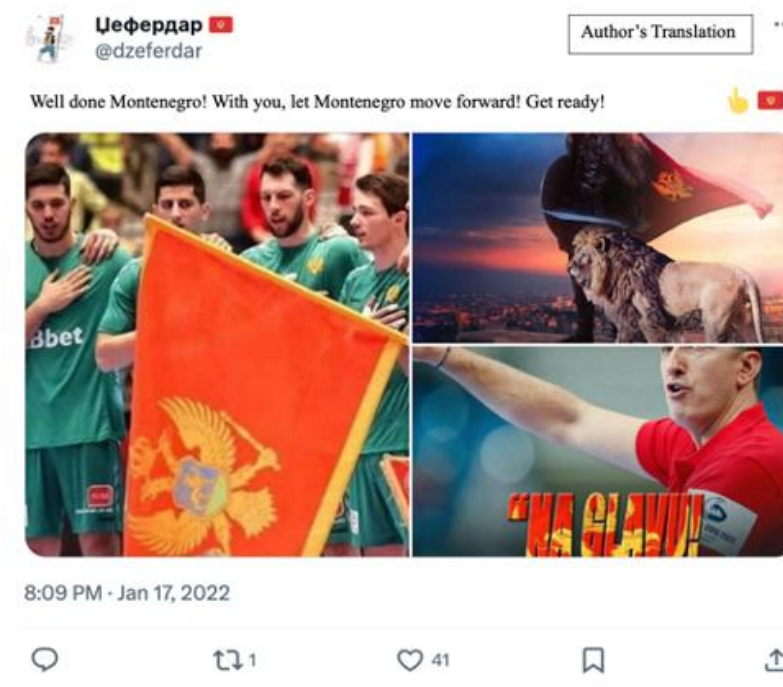 Џефердар
@dzeferdar
Author's Translation
Well done Montenegro! With you, let Montenegro move forward! Get ready!
Bbet
"NA GLAVU!
8:09 PM · Jan 17, 2022
1
41